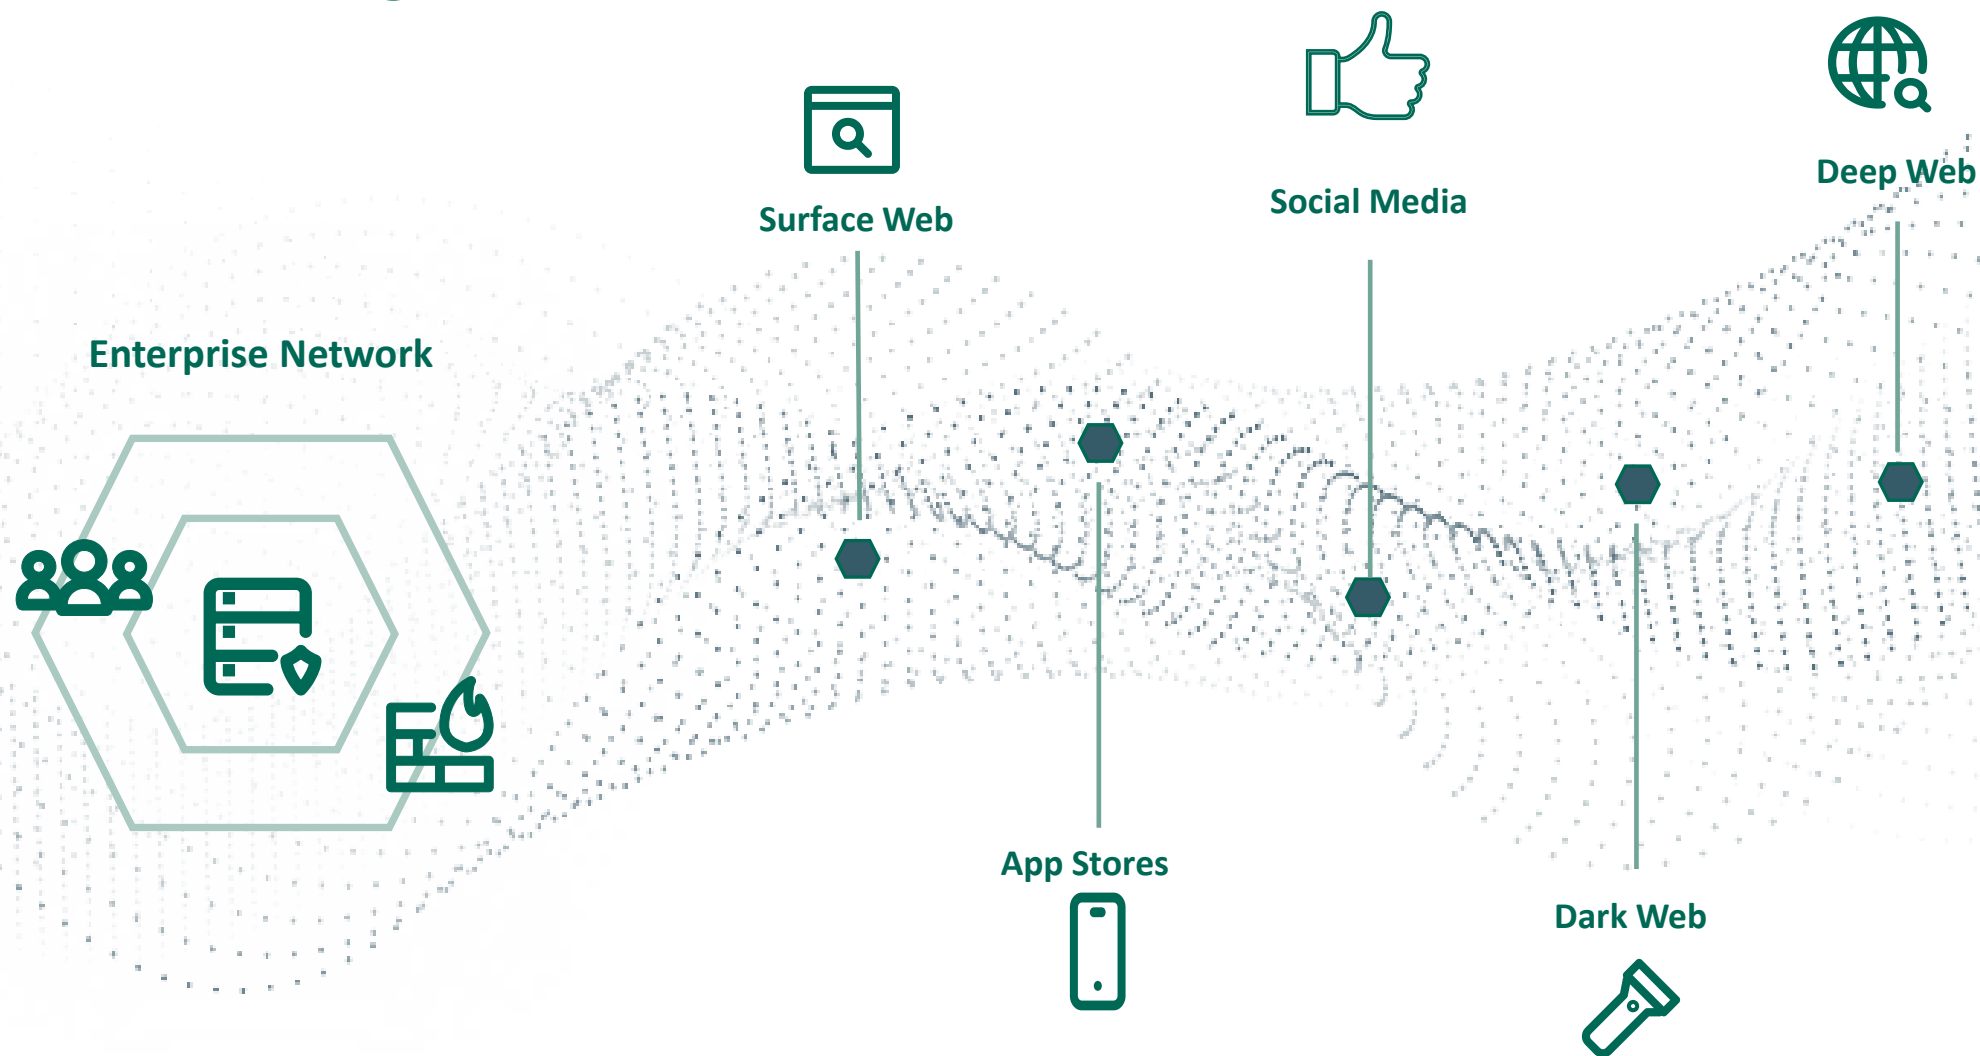 Surface Web
Social Media
Deep Web
Enterprise Network
App Stores
Dark Web